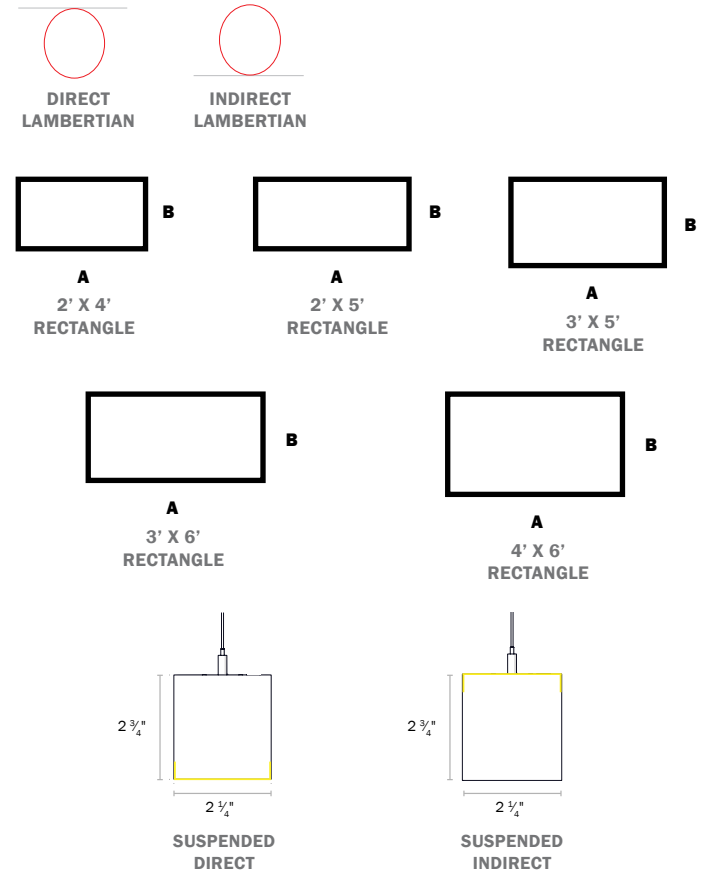 DIRECT
LAMBERTIAN
INDIRECT
LAMBERTIAN
B
A
2’ X 4’
RECTANGLE
B
A
2’ X 5’
RECTANGLE
B
A
3’ X 5’
RECTANGLE
B
A
3’ X 6’
RECTANGLE
B
A
4’ X 6’
RECTANGLE
2 ¾"
2 ¼"
SUSPENDED
DIRECT
2 ¾"
2 ¼"
SUSPENDED
INDIRECT